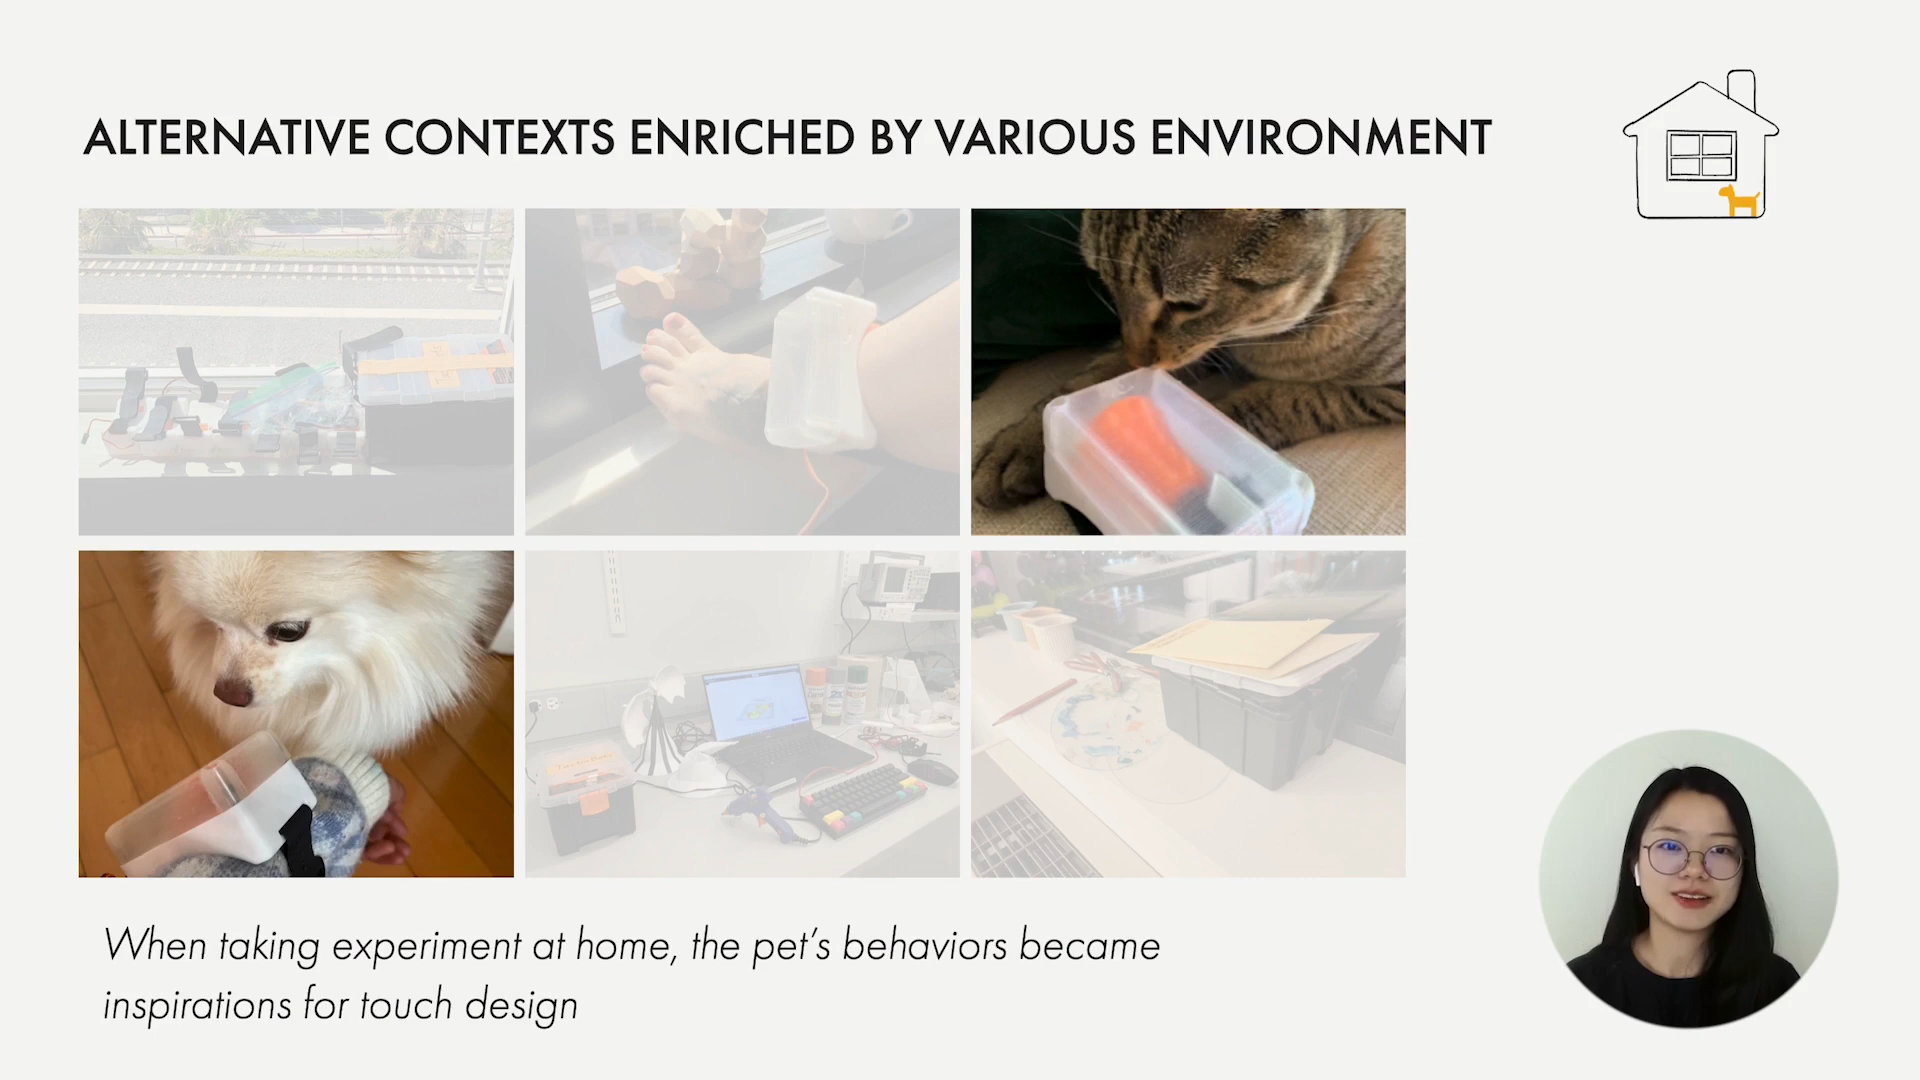 ALTERNATIVE CONTEXTS ENRICHED BY VARIOUS ENVIRONMENT
When taking experiment at home, the pet's behaviors became
inspirations for touch design